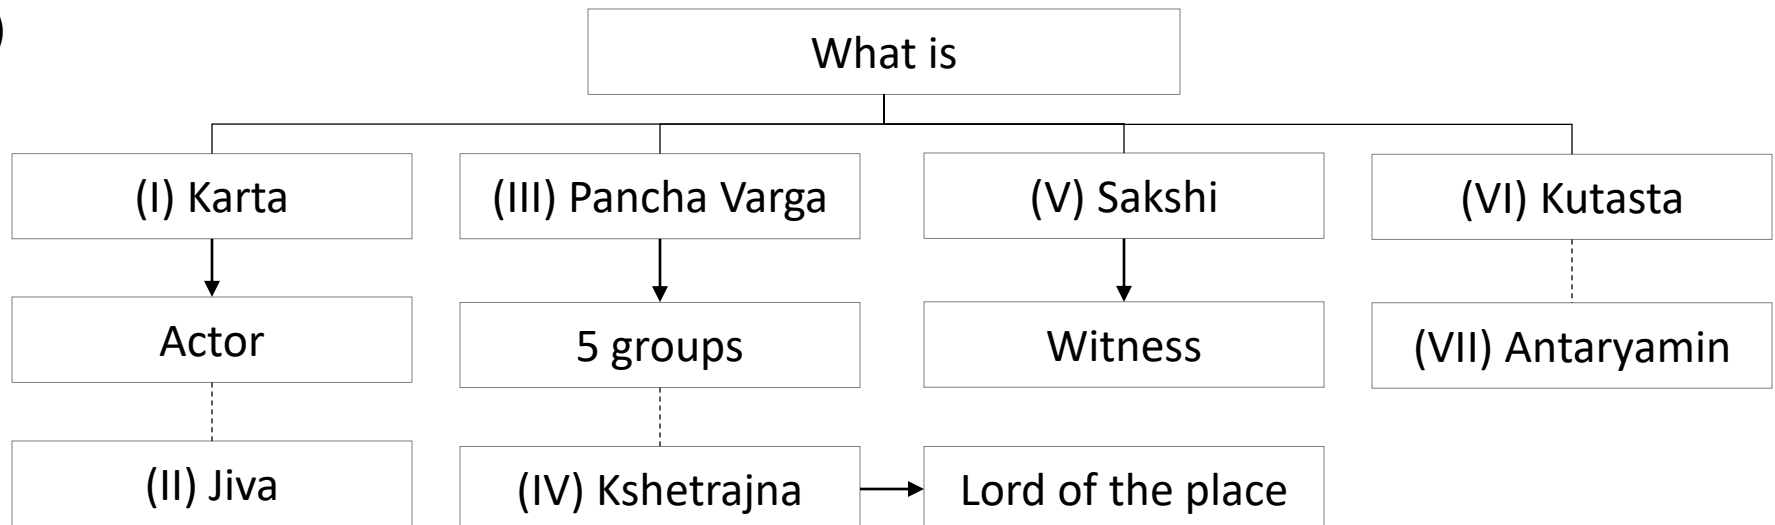 )
What is
(I) Karta
(III) Pancha Varga
(V) Sakshi
(VI) Kutasta
Actor
5 groups
Witness
(VII) Antaryamin
(II) Jiva
(IV) Kshetrajna
Lord of the place